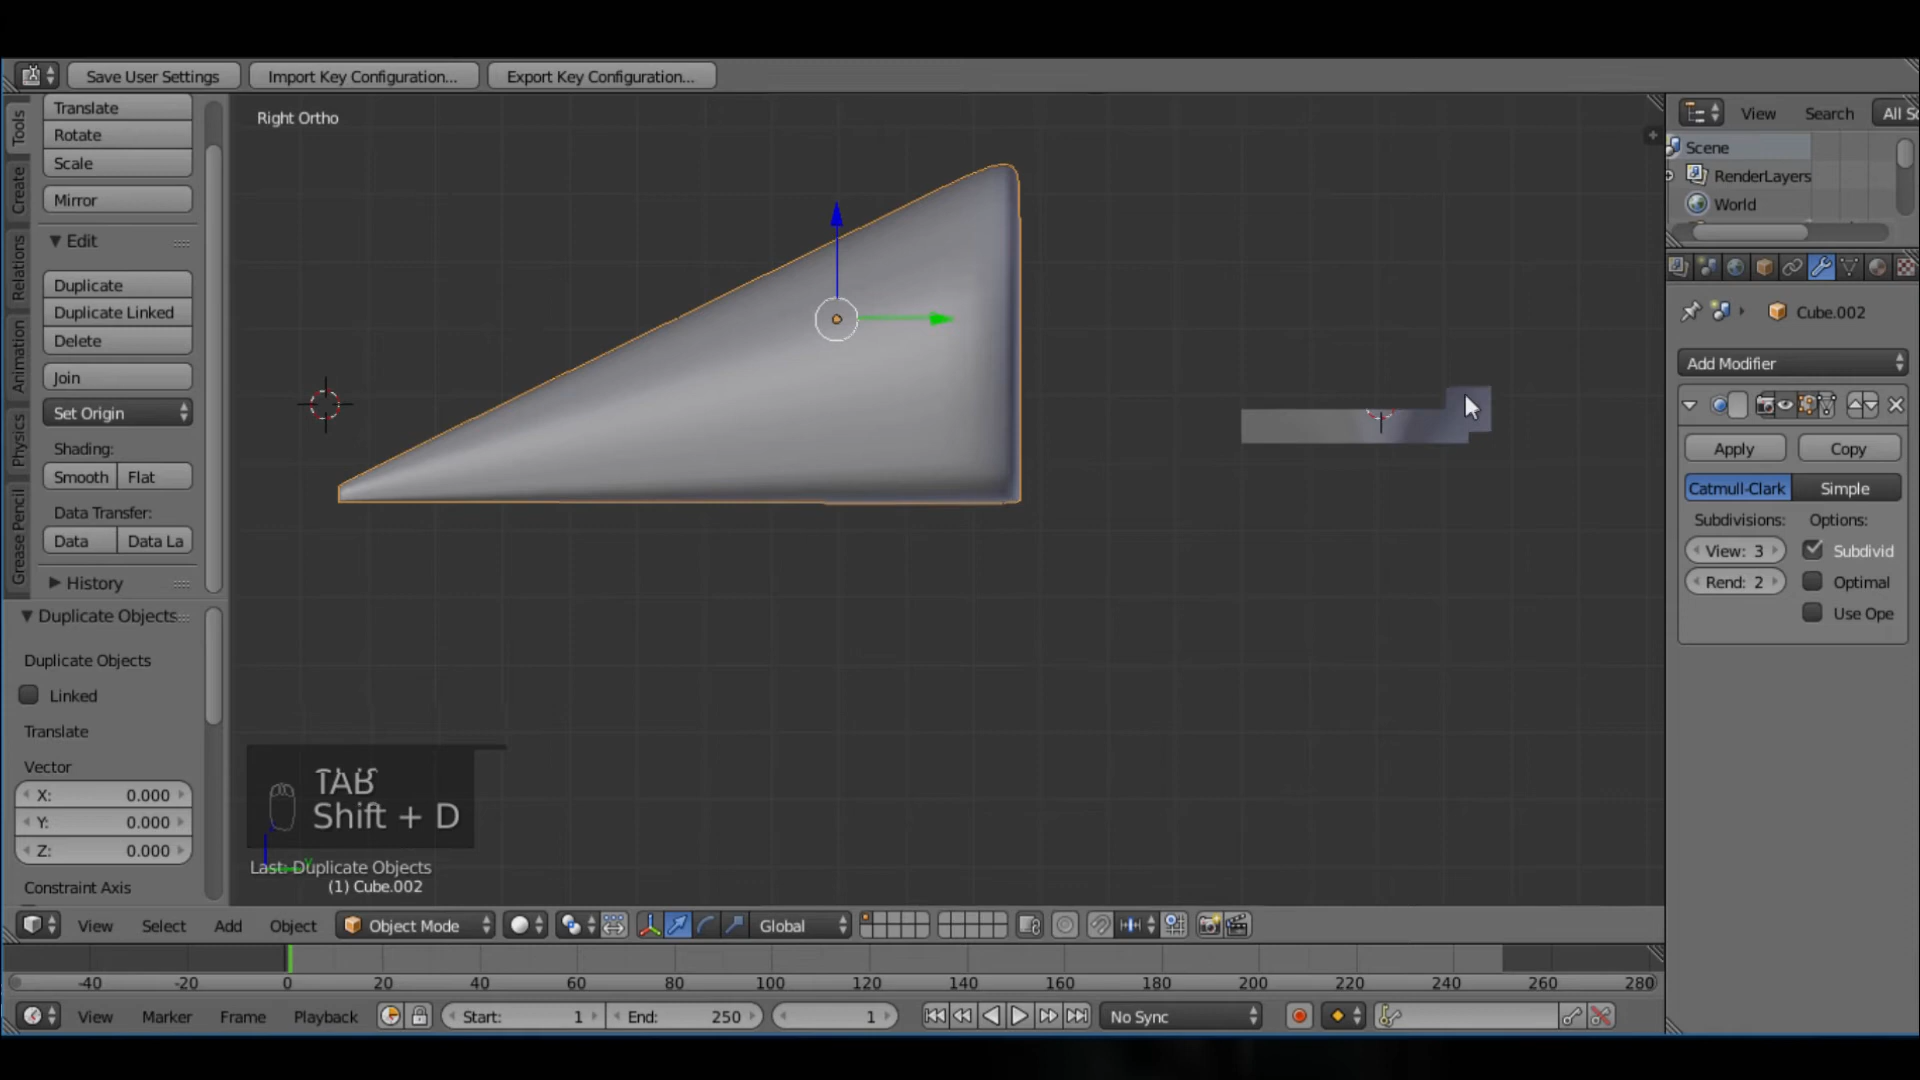 Save User Settings Import Key Configuration... Export Key Configuration...
Tools
Create
Relations
Animation
Physics
Grease Pencil
Translate
Rotate
Scale
Mirror
Edit
Duplicate
Duplicate Linked
Delete
Join
Set Origin
Shading:
Smooth Flat
Data Transfer:
Data Data La
History
Duplicate Objects
Duplicate Objects
Linked
Translate
Vector
X: 0.000
Y: 0.000
Z: 0.000
Constraint Axis
Right Ortho
TAB
Shift + D
Last: Duplicate Objects
(1) Cube.002
View Search All Sc
Scene
RenderLayers
World
Cube.002
Add Modifier
Apply Copy
Catmull-Clark Simple
Subdivisions: Options:
View: 3 Subdivid
Rend: 2 Optimal
Use Ope
View Select Add Object Object Mode Global
-40 -20 0 20 40 60 80 100 120 140 160 180 200 220 240 260 280
View Marker Frame Playback Start: 1 End: 250 1 No Sync